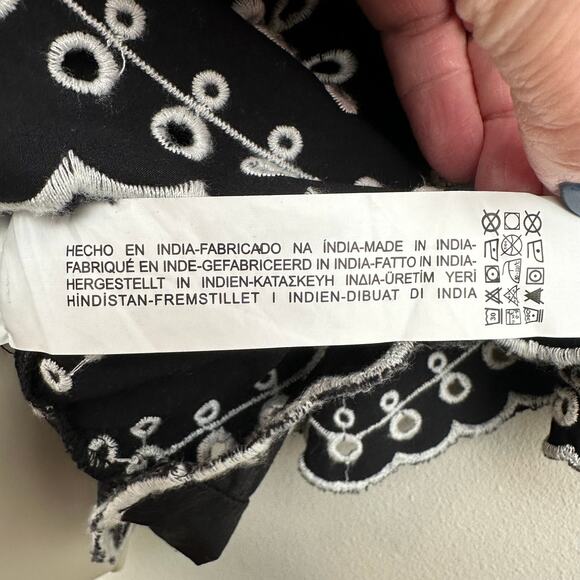 HECHO EN INDIA-FABRICADO NA ÍNDIA-MADE IN INDIA-
FABRIQUÉ EN INDE-GEFABRICEERD IN INDIA-FATTO IN INDIA-
HERGESTELLT IN INDIEN-ΚΑΤΑΣΚΕΥΗ ΙΝΔΙΑ-ÜRETİM YERİ
HİNDİSTAN-FREMSTILLET I INDIEN-DIBUAT DI INDIA